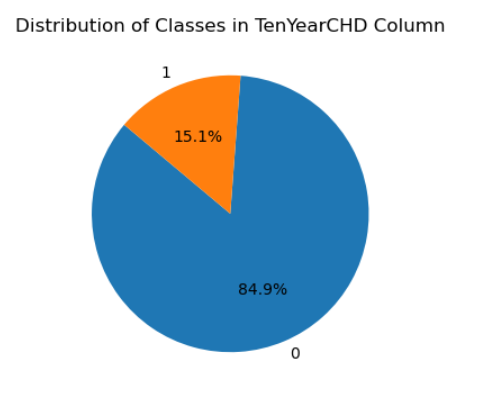 Distribution of Classes in TenYearCHD Column
1
15.1%
84.9%
0